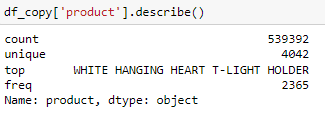 df_copy['product'].describe()
count 539392
unique 4042
top WHITE HANGING HEART T-LIGHT HOLDER
freq 2365
Name: product, dtype: object